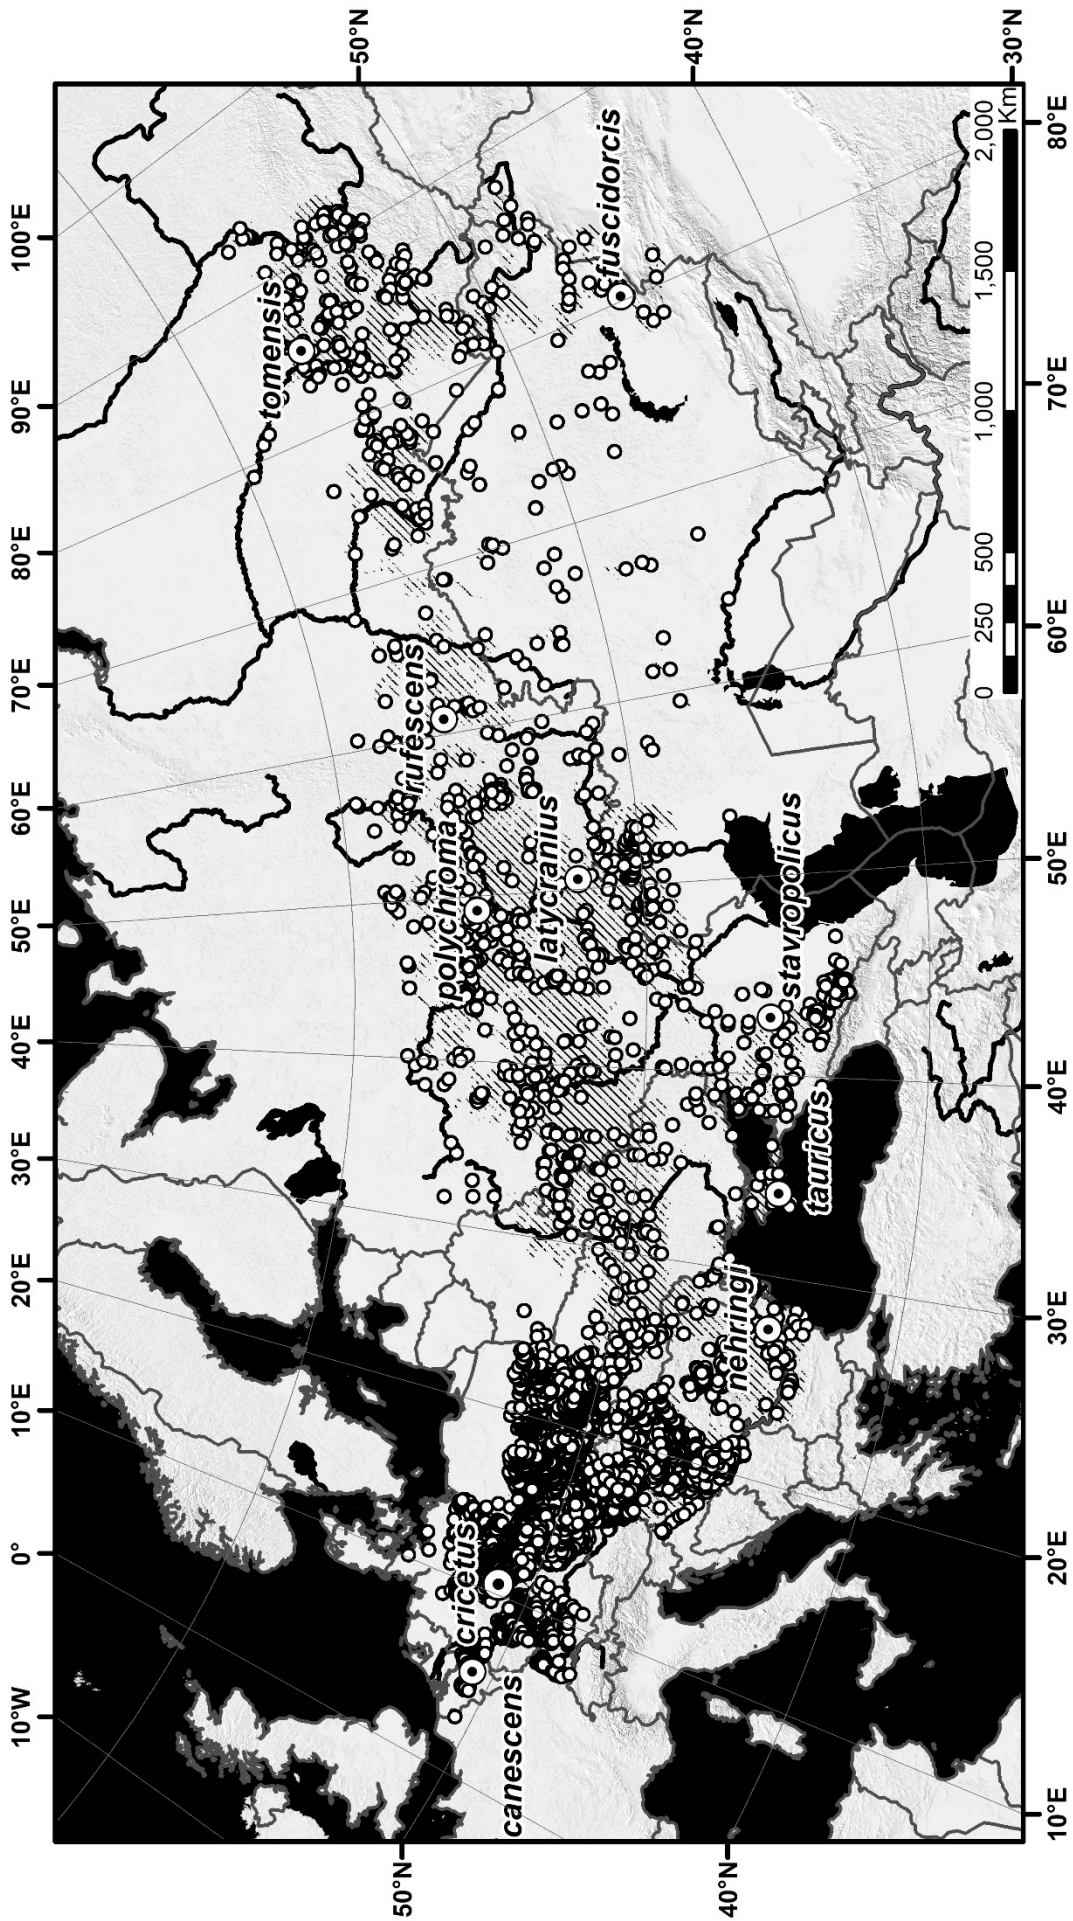 10°W 0° 10°E 20°E 30°E 40°E 50°E 60°E 70°E 80°E 90°E 100°E
tomensis
50°N
50°N
rufescens
polychroma
cricetus
canescens
latycranius
fuscidorcis
40°N
40°N
nehringi
stavropolicus
tauricus
0 250 500 1,000 1,500 2,000
Km
30°N
10°E 20°E 30°E 40°E 50°E 60°E 70°E 80°E